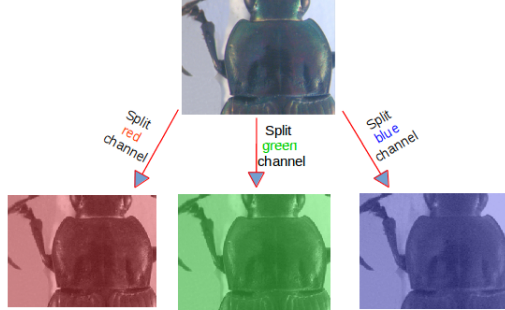 Split
red
channel
Split
green
channel
Split
blue
channel